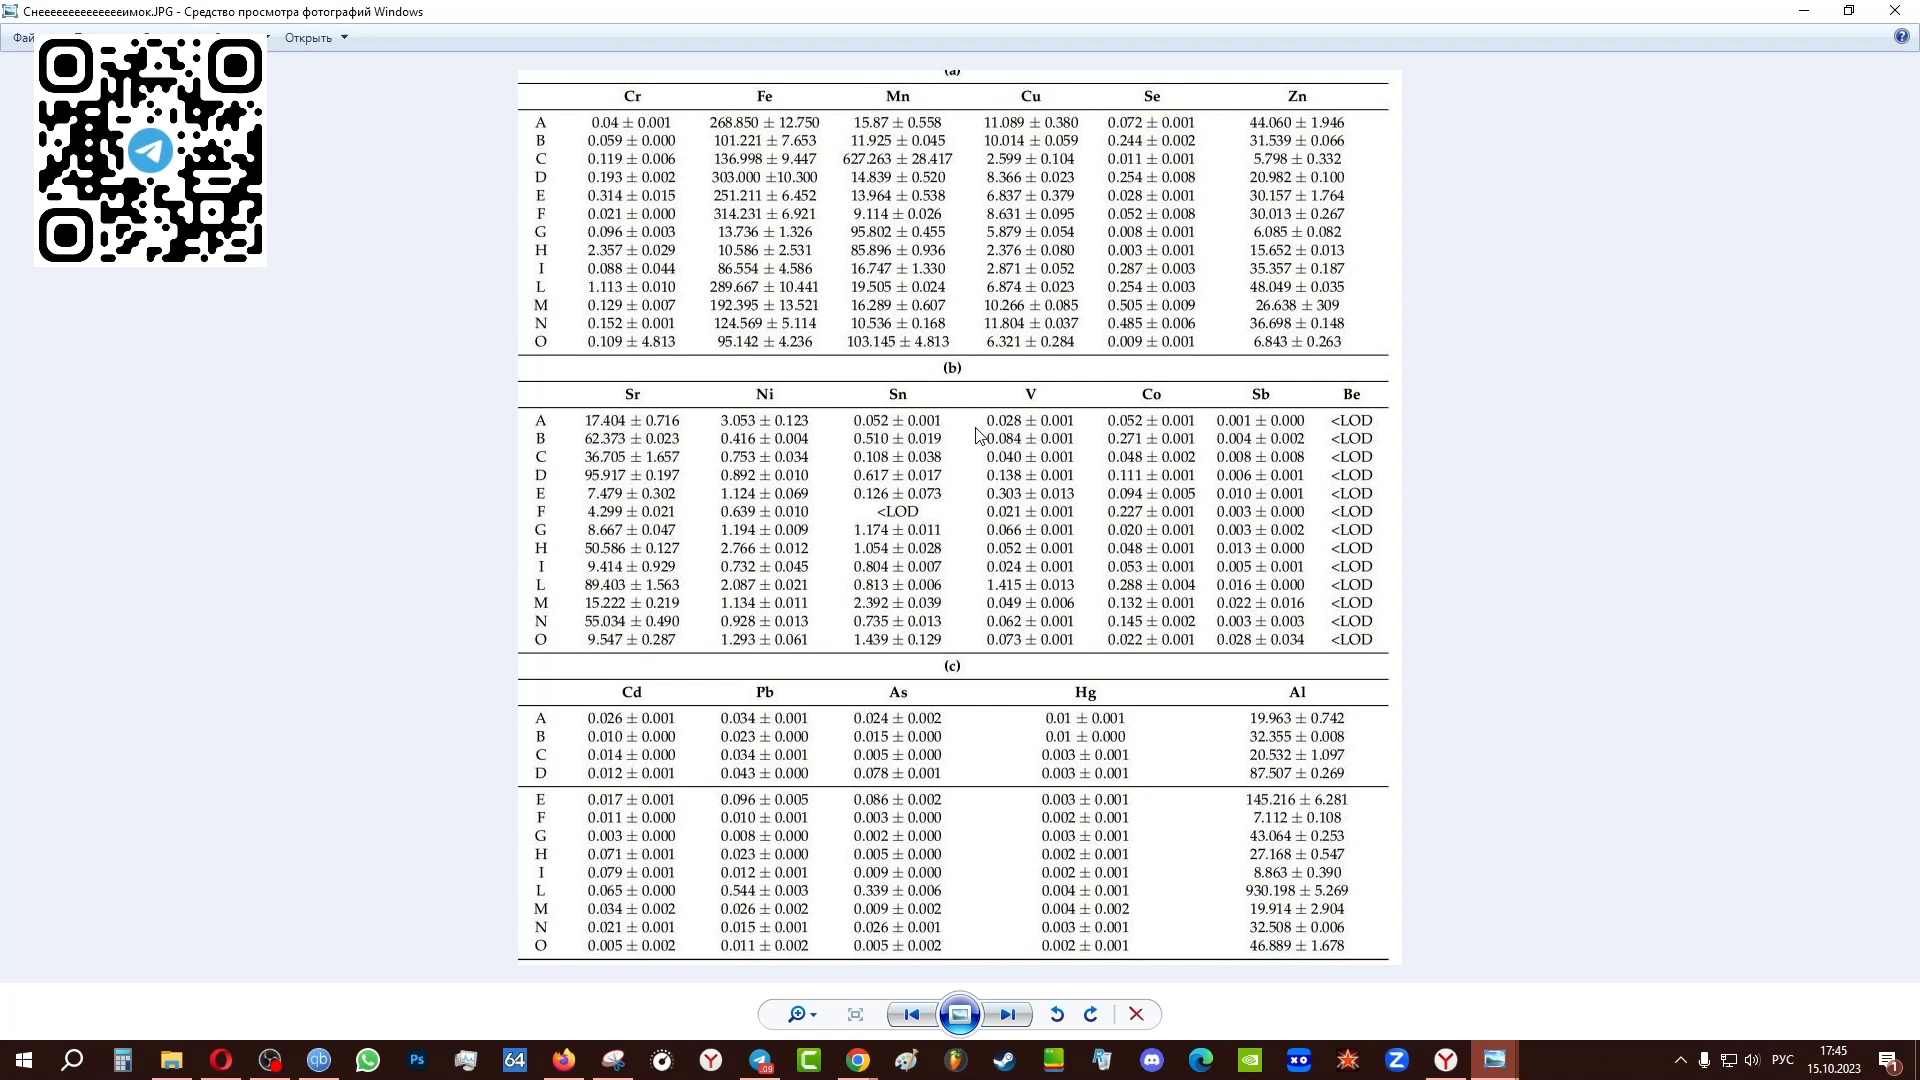 Снееееееееееееееимок.JPG - Средство просмотра фотографий Windows
Фай
Открыть
(a)
Cr Fe Mn Cu Se Zn
A 0.04 ± 0.001 268.850 ± 12.750 15.87 ± 0.558 11.089 ± 0.380 0.072 ± 0.001 44.060 ± 1.946
B 0.059 ± 0.000 101.221 ± 7.653 11.925 ± 0.045 10.014 ± 0.059 0.244 ± 0.002 31.539 ± 0.066
C 0.119 ± 0.006 136.998 ± 9.447 627.263 ± 28.417 2.599 ± 0.104 0.011 ± 0.001 5.798 ± 0.332
D 0.193 ± 0.002 303.000 ±10.300 14.839 ± 0.520 8.366 ± 0.023 0.254 ± 0.008 20.982 ± 0.100
E 0.314 ± 0.015 251.211 ± 6.452 13.964 ± 0.538 6.837 ± 0.379 0.028 ± 0.001 30.157 ± 1.764
F 0.021 ± 0.000 314.231 ± 6.921 9.114 ± 0.026 8.631 ± 0.095 0.052 ± 0.008 30.013 ± 0.267
G 0.096 ± 0.003 13.736 ± 1.326 95.802 ± 0.455 5.879 ± 0.054 0.008 ± 0.001 6.085 ± 0.082
H 2.357 ± 0.029 10.586 ± 2.531 85.896 ± 0.936 2.376 ± 0.080 0.003 ± 0.001 15.652 ± 0.013
I 0.088 ± 0.044 86.554 ± 4.586 16.747 ± 1.330 2.871 ± 0.052 0.287 ± 0.003 35.357 ± 0.187
L 1.113 ± 0.010 289.667 ± 10.441 19.505 ± 0.024 6.874 ± 0.023 0.254 ± 0.003 48.049 ± 0.035
M 0.129 ± 0.007 192.395 ± 13.521 16.289 ± 0.607 10.266 ± 0.085 0.505 ± 0.009 26.638 ± 309
N 0.152 ± 0.001 124.569 ± 5.114 10.536 ± 0.168 11.804 ± 0.037 0.485 ± 0.006 36.698 ± 0.148
O 0.109 ± 4.813 95.142 ± 4.236 103.145 ± 4.813 6.321 ± 0.284 0.009 ± 0.001 6.843 ± 0.263
(b)
Sr Ni Sn V Co Sb Be
A 17.404 ± 0.716 3.053 ± 0.123 0.052 ± 0.001 0.028 ± 0.001 0.052 ± 0.001 0.001 ± 0.000 <LOD
B 62.373 ± 0.023 0.416 ± 0.004 0.510 ± 0.019 0.084 ± 0.001 0.271 ± 0.001 0.004 ± 0.002 <LOD
C 36.705 ± 1.657 0.753 ± 0.034 0.108 ± 0.038 0.040 ± 0.001 0.048 ± 0.002 0.008 ± 0.008 <LOD
D 95.917 ± 0.197 0.892 ± 0.010 0.617 ± 0.017 0.138 ± 0.001 0.111 ± 0.001 0.006 ± 0.001 <LOD
E 7.479 ± 0.302 1.124 ± 0.069 0.126 ± 0.073 0.303 ± 0.013 0.094 ± 0.005 0.010 ± 0.001 <LOD
F 4.299 ± 0.021 0.639 ± 0.010 <LOD 0.021 ± 0.001 0.227 ± 0.001 0.003 ± 0.000 <LOD
G 8.667 ± 0.047 1.194 ± 0.009 1.174 ± 0.011 0.066 ± 0.001 0.020 ± 0.001 0.003 ± 0.002 <LOD
H 50.586 ± 0.127 2.766 ± 0.012 1.054 ± 0.028 0.052 ± 0.001 0.048 ± 0.001 0.013 ± 0.000 <LOD
I 9.414 ± 0.929 0.732 ± 0.045 0.804 ± 0.007 0.024 ± 0.001 0.053 ± 0.001 0.005 ± 0.001 <LOD
L 89.403 ± 1.563 2.087 ± 0.021 0.813 ± 0.006 1.415 ± 0.013 0.288 ± 0.004 0.016 ± 0.000 <LOD
M 15.222 ± 0.219 1.134 ± 0.011 2.392 ± 0.039 0.049 ± 0.006 0.132 ± 0.001 0.022 ± 0.016 <LOD
N 55.034 ± 0.490 0.928 ± 0.013 0.735 ± 0.013 0.062 ± 0.001 0.145 ± 0.002 0.003 ± 0.003 <LOD
O 9.547 ± 0.287 1.293 ± 0.061 1.439 ± 0.129 0.073 ± 0.001 0.022 ± 0.001 0.028 ± 0.034 <LOD
(c)
Cd Pb As Hg Al
A 0.026 ± 0.001 0.034 ± 0.001 0.024 ± 0.002 0.01 ± 0.001 19.963 ± 0.742
B 0.010 ± 0.000 0.023 ± 0.000 0.015 ± 0.000 0.01 ± 0.000 32.355 ± 0.008
C 0.014 ± 0.000 0.034 ± 0.001 0.005 ± 0.000 0.003 ± 0.001 20.532 ± 1.097
D 0.012 ± 0.001 0.043 ± 0.000 0.078 ± 0.001 0.003 ± 0.001 87.507 ± 0.269
E 0.017 ± 0.001 0.096 ± 0.005 0.086 ± 0.002 0.003 ± 0.001 145.216 ± 6.281
F 0.011 ± 0.000 0.010 ± 0.001 0.003 ± 0.000 0.002 ± 0.001 7.112 ± 0.108
G 0.003 ± 0.000 0.008 ± 0.000 0.002 ± 0.000 0.003 ± 0.001 43.064 ± 0.253
H 0.071 ± 0.001 0.023 ± 0.000 0.005 ± 0.000 0.002 ± 0.001 27.168 ± 0.547
I 0.079 ± 0.001 0.012 ± 0.001 0.009 ± 0.000 0.002 ± 0.001 8.863 ± 0.390
L 0.065 ± 0.000 0.544 ± 0.003 0.339 ± 0.006 0.004 ± 0.001 930.198 ± 5.269
M 0.034 ± 0.002 0.026 ± 0.002 0.009 ± 0.002 0.004 ± 0.002 19.914 ± 2.904
N 0.021 ± 0.001 0.015 ± 0.001 0.026 ± 0.001 0.003 ± 0.001 32.508 ± 0.006
O 0.005 ± 0.002 0.011 ± 0.002 0.005 ± 0.002 0.002 ± 0.001 46.889 ± 1.678
qb Ps 64 .09 XO Z РУС 17:45
15.10.2023 1